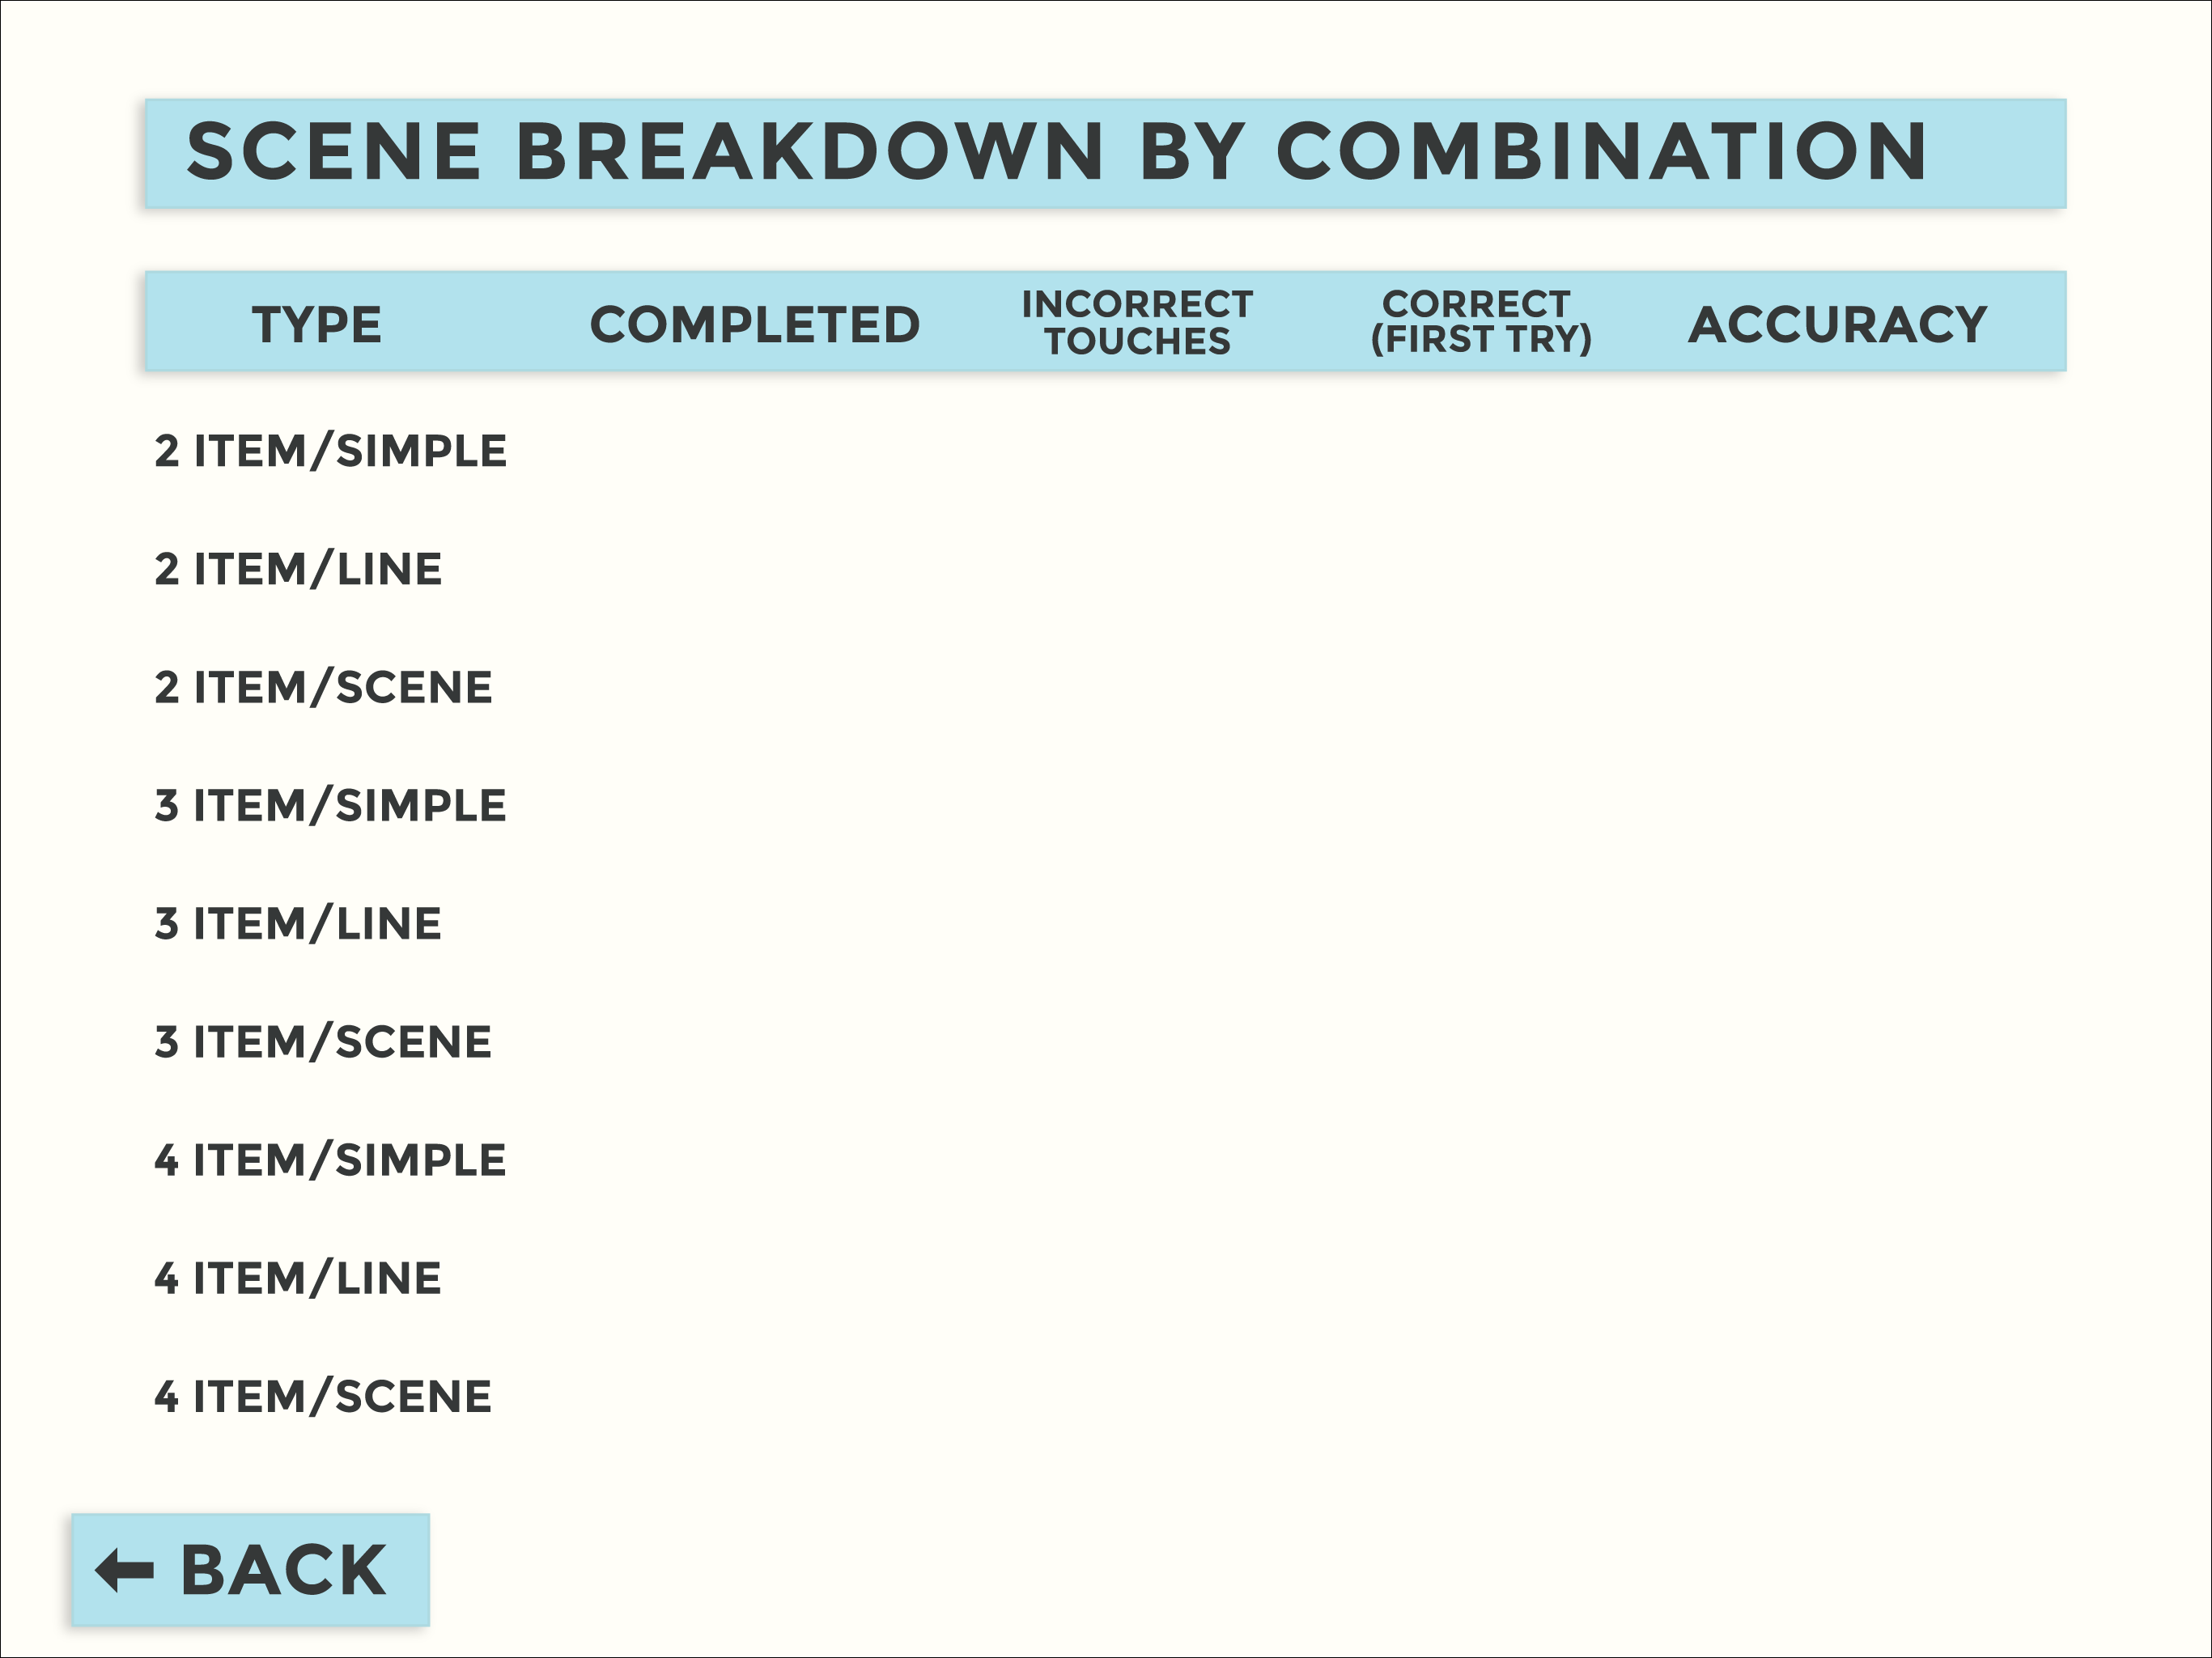 SCENE BREAKDOWN BY COMBINATION
TYPE COMPLETED INCORRECT TOUCHES CORRECT (FIRST TRY) ACCURACY
2 ITEM/SIMPLE
2 ITEM/LINE
2 ITEM/SCENE
3 ITEM/SIMPLE
3 ITEM/LINE
3 ITEM/SCENE
4 ITEM/SIMPLE
4 ITEM/LINE
4 ITEM/SCENE
BACK